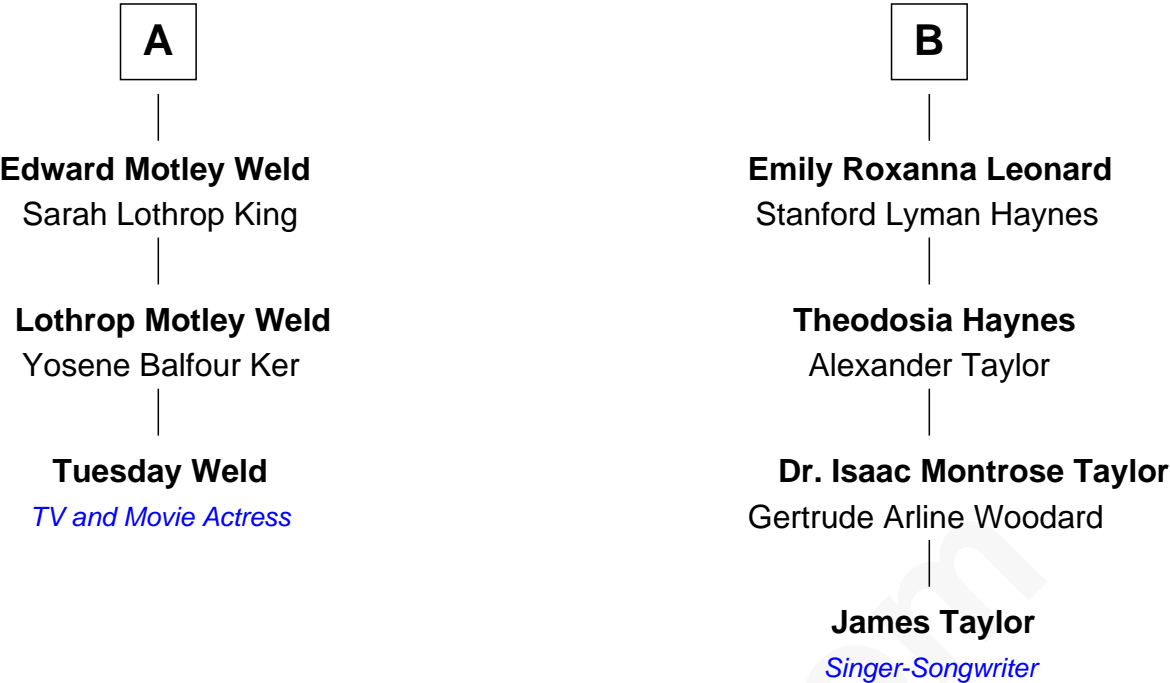 A
B
Edward Motley Weld
Sarah Lothrop King
Emily Roxanna Leonard
Stanford Lyman Haynes
Lothrop Motley Weld
Yosene Balfour Ker
Theodosia Haynes
Alexander Taylor
Tuesday Weld
TV and Movie Actress
Dr. Isaac Montrose Taylor
Gertrude Arline Woodard
James Taylor
Singer-Songwriter